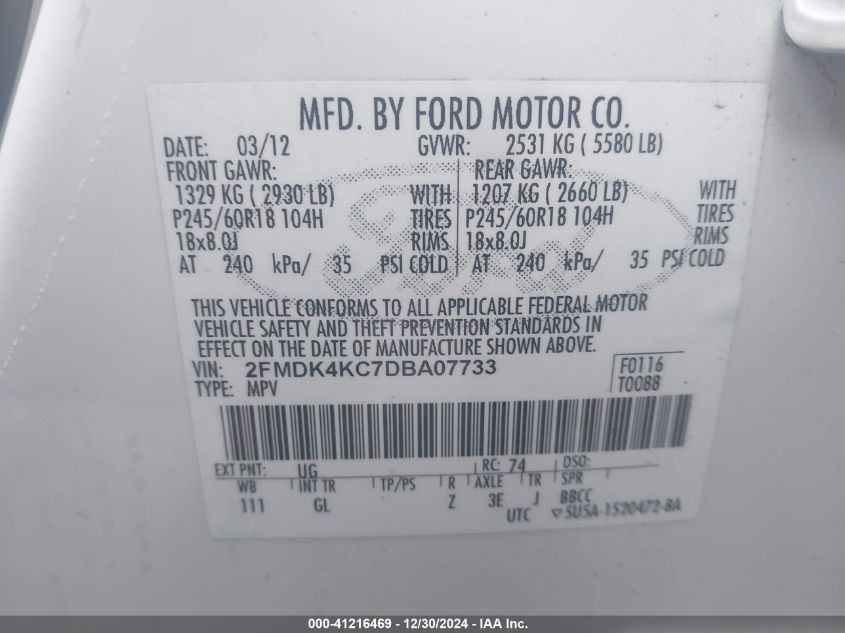 MFD. BY FORD MOTOR CO.
DATE: 03/12 GVWR: 2531 KG ( 5580 LB)
FRONT GAWR: REAR GAWR:
1329 KG ( 2930 LB) WITH 1207 KG ( 2660 LB) WITH
P245/60R18 104H TIRES P245/60R18 104H TIRES
18x8.0J RIMS 18x8.0J RIMS
AT 240 kPa/ 35 PSI COLD AT 240 kPa/ 35 PSI COLD
Ford
THIS VEHICLE CONFORMS TO ALL APPLICABLE FEDERAL MOTOR
VEHICLE SAFETY AND THEFT PREVENTION STANDARDS IN
EFFECT ON THE DATE OF MANUFACTURE SHOWN ABOVE.
VIN: 2FMDK4KC7DBA07733 F0116
TYPE: MPV T0088
EXT PNT: UG RC: 74 DSO:
WB INT TR TP/PS R AXLE TR SPR
111 GL Z 3E J BBCC
UTC ▽5U5A-1520472-BA
000-41216469 - 12/30/2024 - IAA Inc.